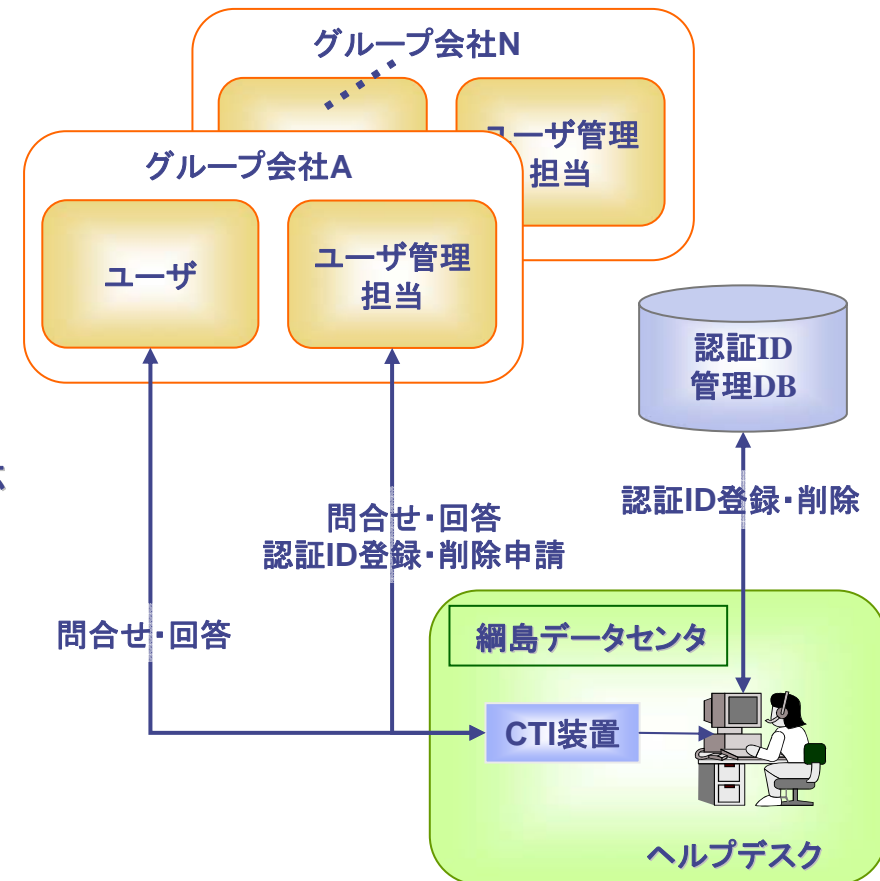 グループ会社N
ユーザ管理
担当
グループ会社A
ユーザ
ユーザ管理
担当
認証ID
管理DB
認証ID登録・削除
問合せ・回答
認証ID登録・削除申請
問合せ・回答
綱島データセンタ
CTI装置
ヘルプデスク